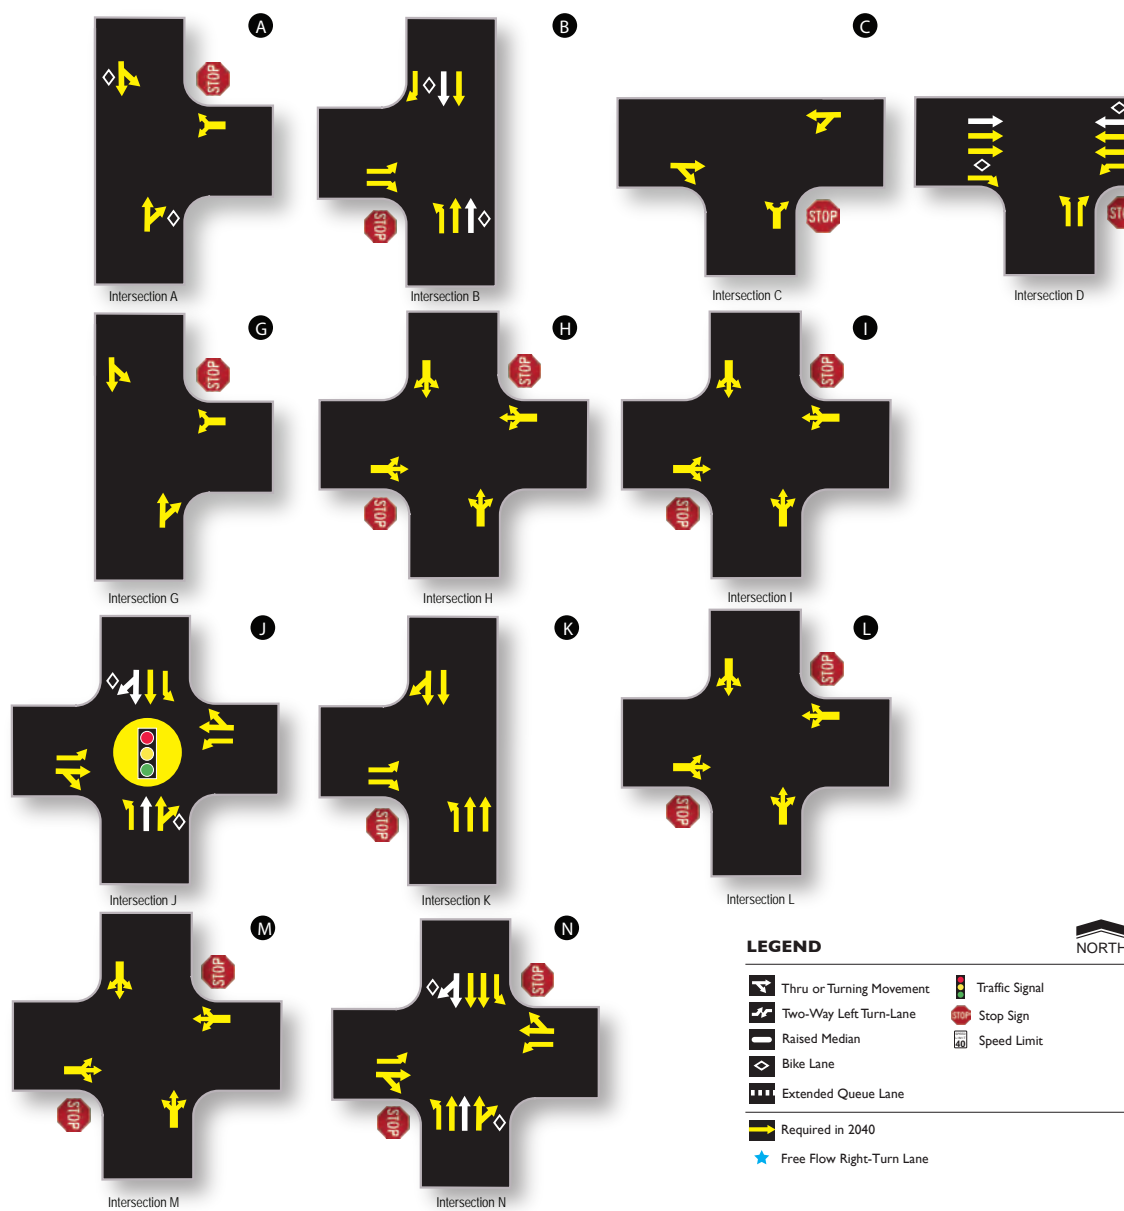 A
B
C
STOP
STOP
STOP
STOP
Intersection A
Intersection B
Intersection C
Intersection D
G
H
I
STOP
STOP
STOP
STOP
STOP
Intersection G
Intersection H
Intersection I
J
K
L
STOP
STOP
STOP
Intersection J
Intersection K
Intersection L
M
N
STOP
STOP
STOP
STOP
Intersection M
Intersection N
LEGEND
NORTH
Thru or Turning Movement
Traffic Signal
Two-Way Left Turn-Lane
STOP
Stop Sign
Raised Median
40
Speed Limit
Bike Lane
Extended Queue Lane
Required in 2040
Free Flow Right-Turn Lane